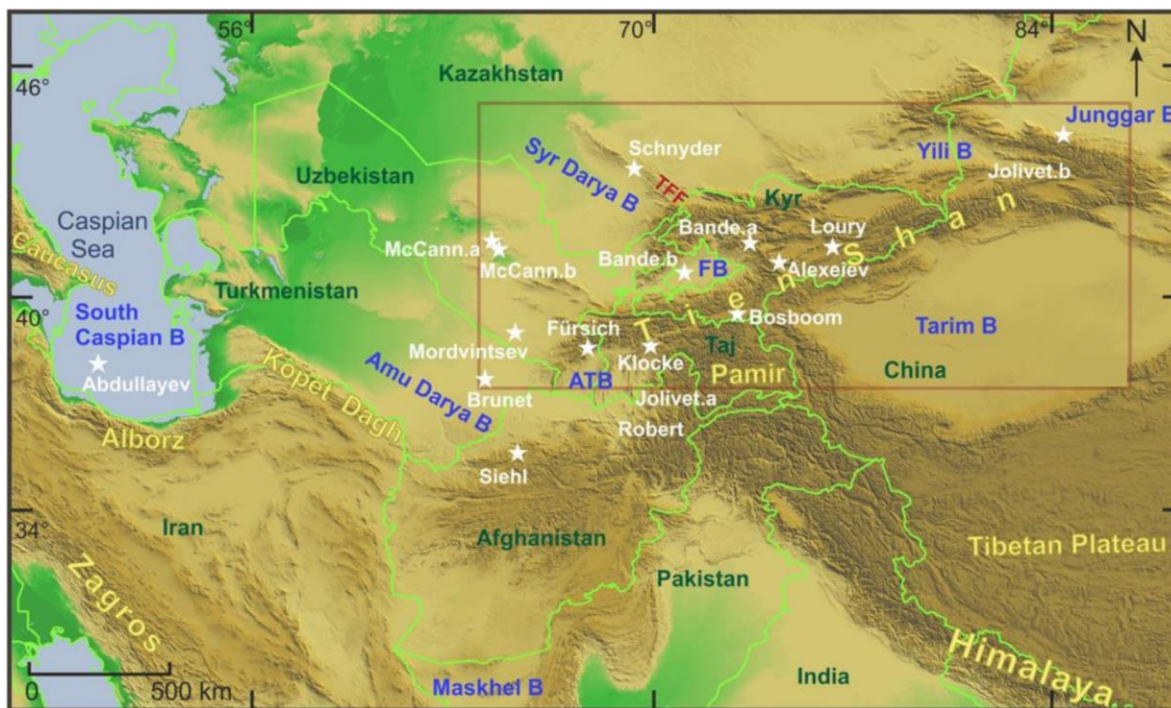 56°
70°
84°
N
46°
Kazakhstan
Junggar B
Syr Darya B
Schnyder
Yili B
Jolivet.b
Uzbekistan
TFF
Kyr
Caspian
Sea
McCann.a
McCann.b
Bande.a
Loury
Bande.b
FB
Alexeiev
Tien Shan
Caucasus
Turkmenistan
40°
South
Caspian B
Abdullayev
Fürsich
Bosboom
Tarim B
Mordvintsev
Klocke
Taj
Kopet Dagh
Amu Darya B
ATB
Pamir
China
Brunet
Jolivet.a
Alborz
Robert
Siehl
34°
Iran
Afghanistan
Tibetan Plateau
Zagros
Pakistan
Himalaya
0
500 km
Maskhel B
India